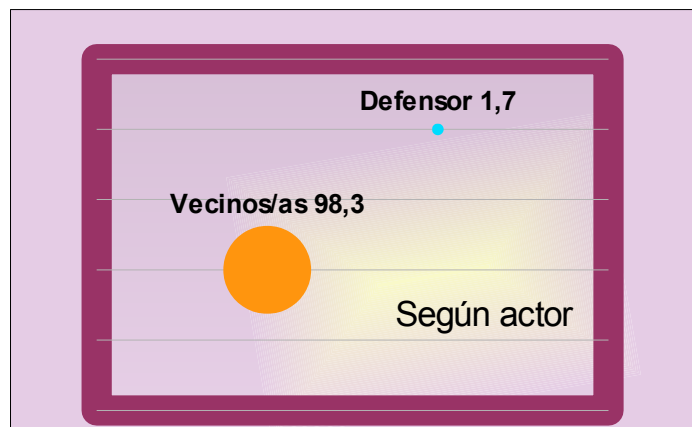 Defensor 1,7
Vecinos/as 98,3
Según actor